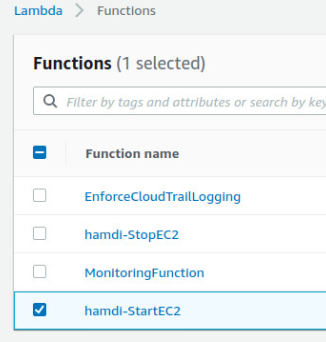 Lambda > Functions
Functions (1 selected)
Filter by tags and attributes or search by key
Function name
EnforceCloudTrailLogging
hamdi-StopEC2
MonitoringFunction
hamdi-StartEC2